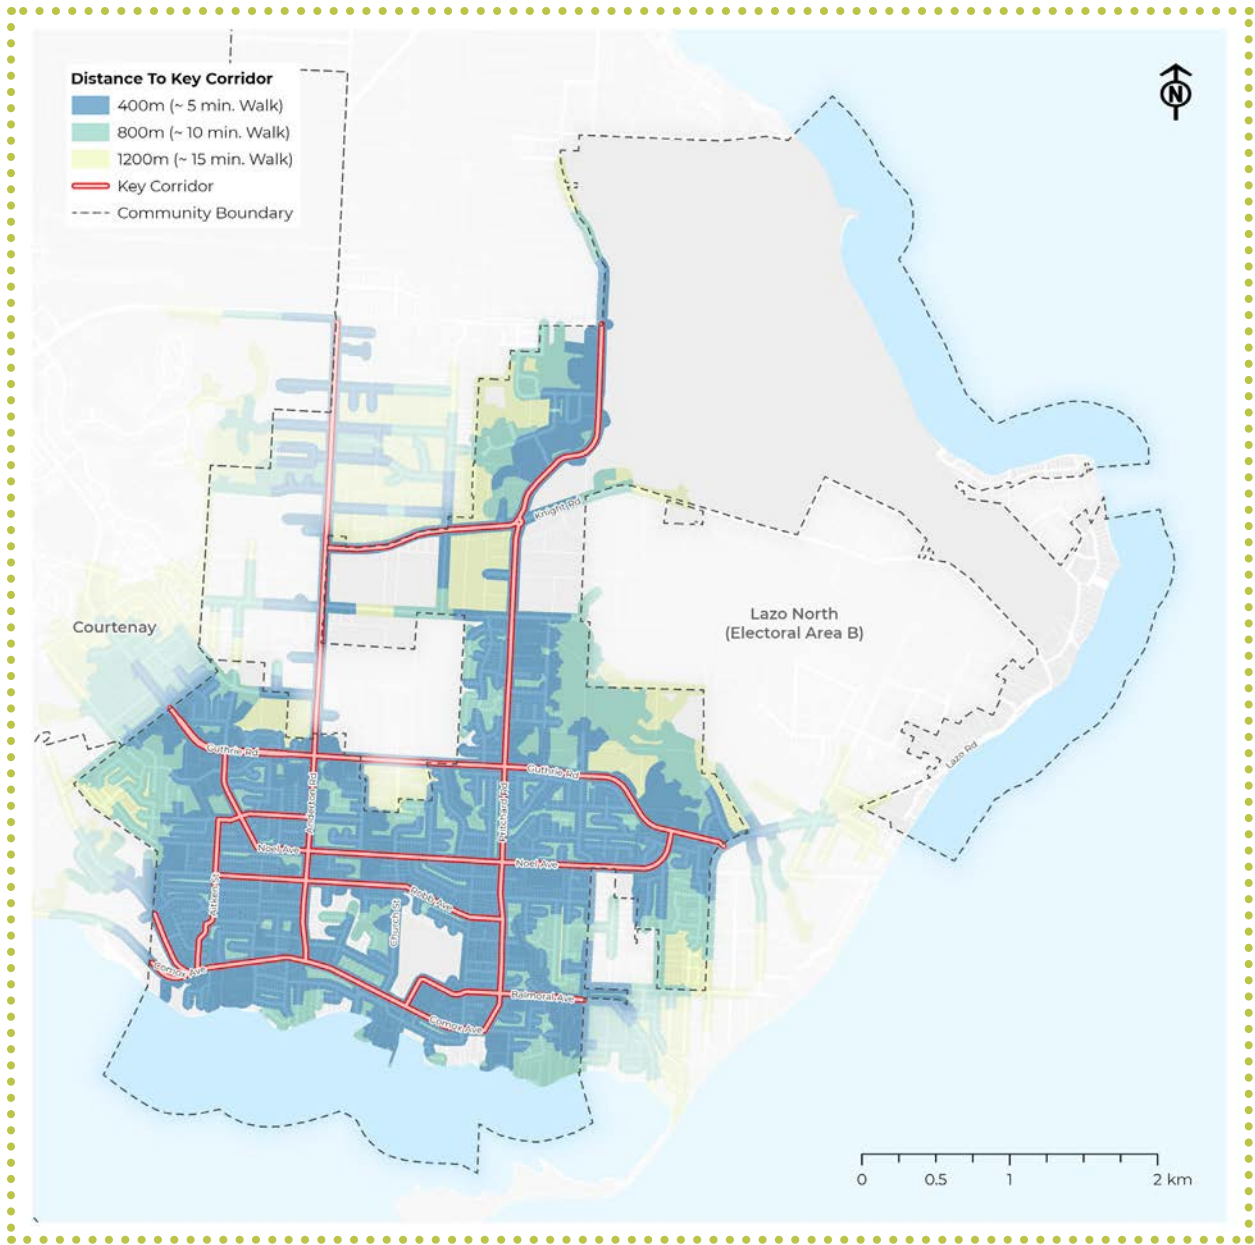 Distance To Key Corridor
400m (~ 5 min. Walk)
800m (~ 10 min. Walk)
1200m (~ 15 min. Walk)
Key Corridor
Community Boundary
N
Knight Rd
Courtenay
Lazo North
(Electoral Area B)
Lazo Rd
Guthrie Rd
Guthrie Rd
Anderton Rd
Pritchard Rd
Noel Ave
Noel Ave
Aitken St
Robb Ave
Church St
Comox Ave
Balmoral Ave
Comox Ave
0 0.5 1 2 km